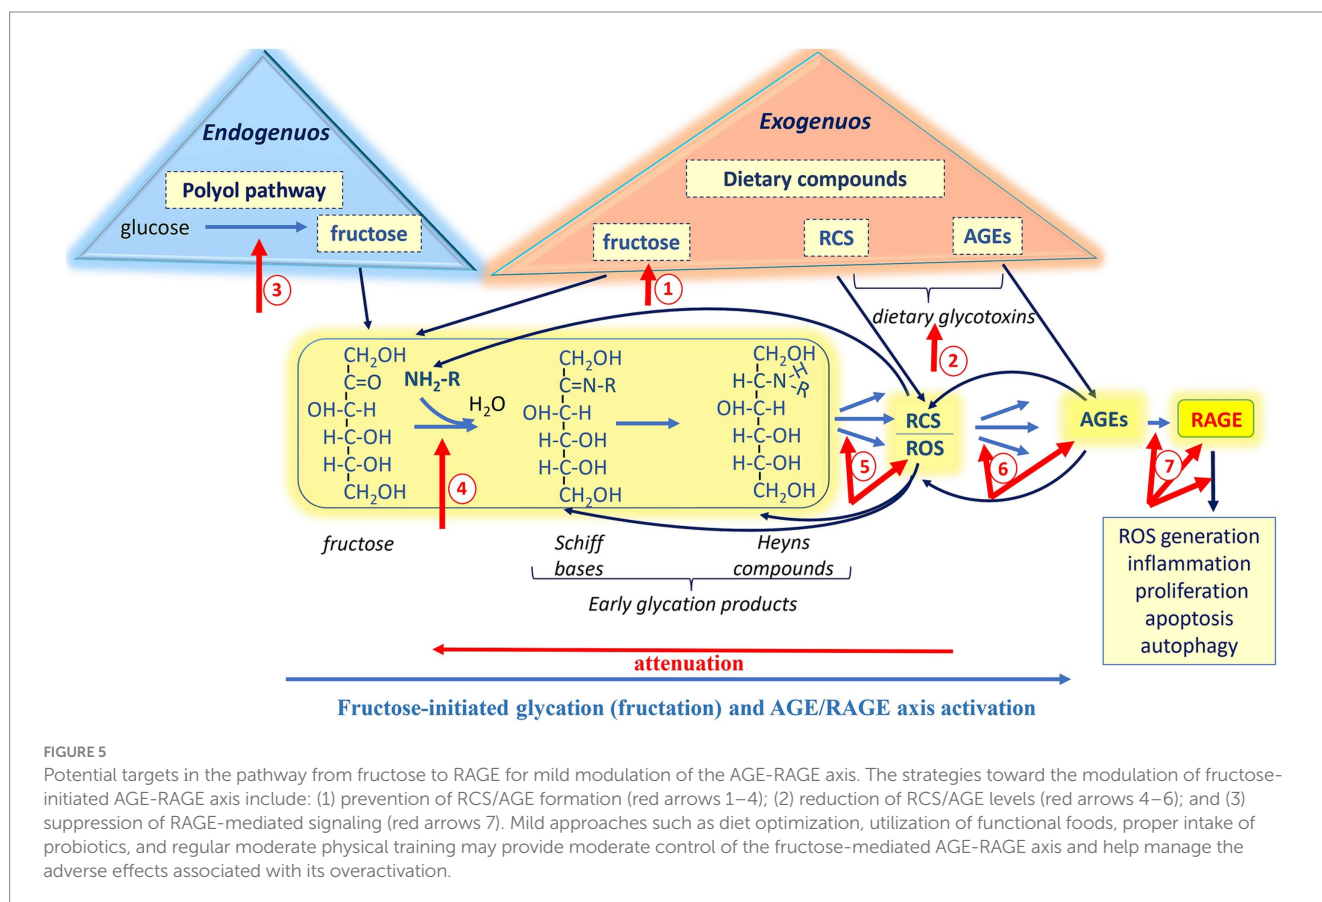 Endogenuos
Polyol pathway
glucose
fructose
3
Exogenuos
Dietary compounds
fructose
RCS
AGEs
1
dietary glycotoxins
2
CH₂OH
C=O
OH-C-H
H-C-OH
H-C-OH
CH₂OH
fructose
NH₂-R
H₂O
4
CH₂OH
C=N-R
OH-C-H
H-C-OH
H-C-OH
CH₂OH
Schiff
bases
CH₂OH
H-C-N-H
-R
OH-C-H
H-C-OH
H-C-OH
CH₂OH
Heyns
compounds
Early glycation products
5
RCS
ROS
6
AGEs
7
RAGE
ROS generation
inflammation
proliferation
apoptosis
autophagy
attenuation
Fructose-initiated glycation (fructation) and AGE/RAGE axis activation
FIGURE 5
Potential targets in the pathway from fructose to RAGE for mild modulation of the AGE-RAGE axis. The strategies toward the modulation of fructose-
initiated AGE-RAGE axis include: (1) prevention of RCS/AGE formation (red arrows 1–4); (2) reduction of RCS/AGE levels (red arrows 4–6); and (3)
suppression of RAGE-mediated signaling (red arrows 7). Mild approaches such as diet optimization, utilization of functional foods, proper intake of
probiotics, and regular moderate physical training may provide moderate control of the fructose-mediated AGE-RAGE axis and help manage the
adverse effects associated with its overactivation.